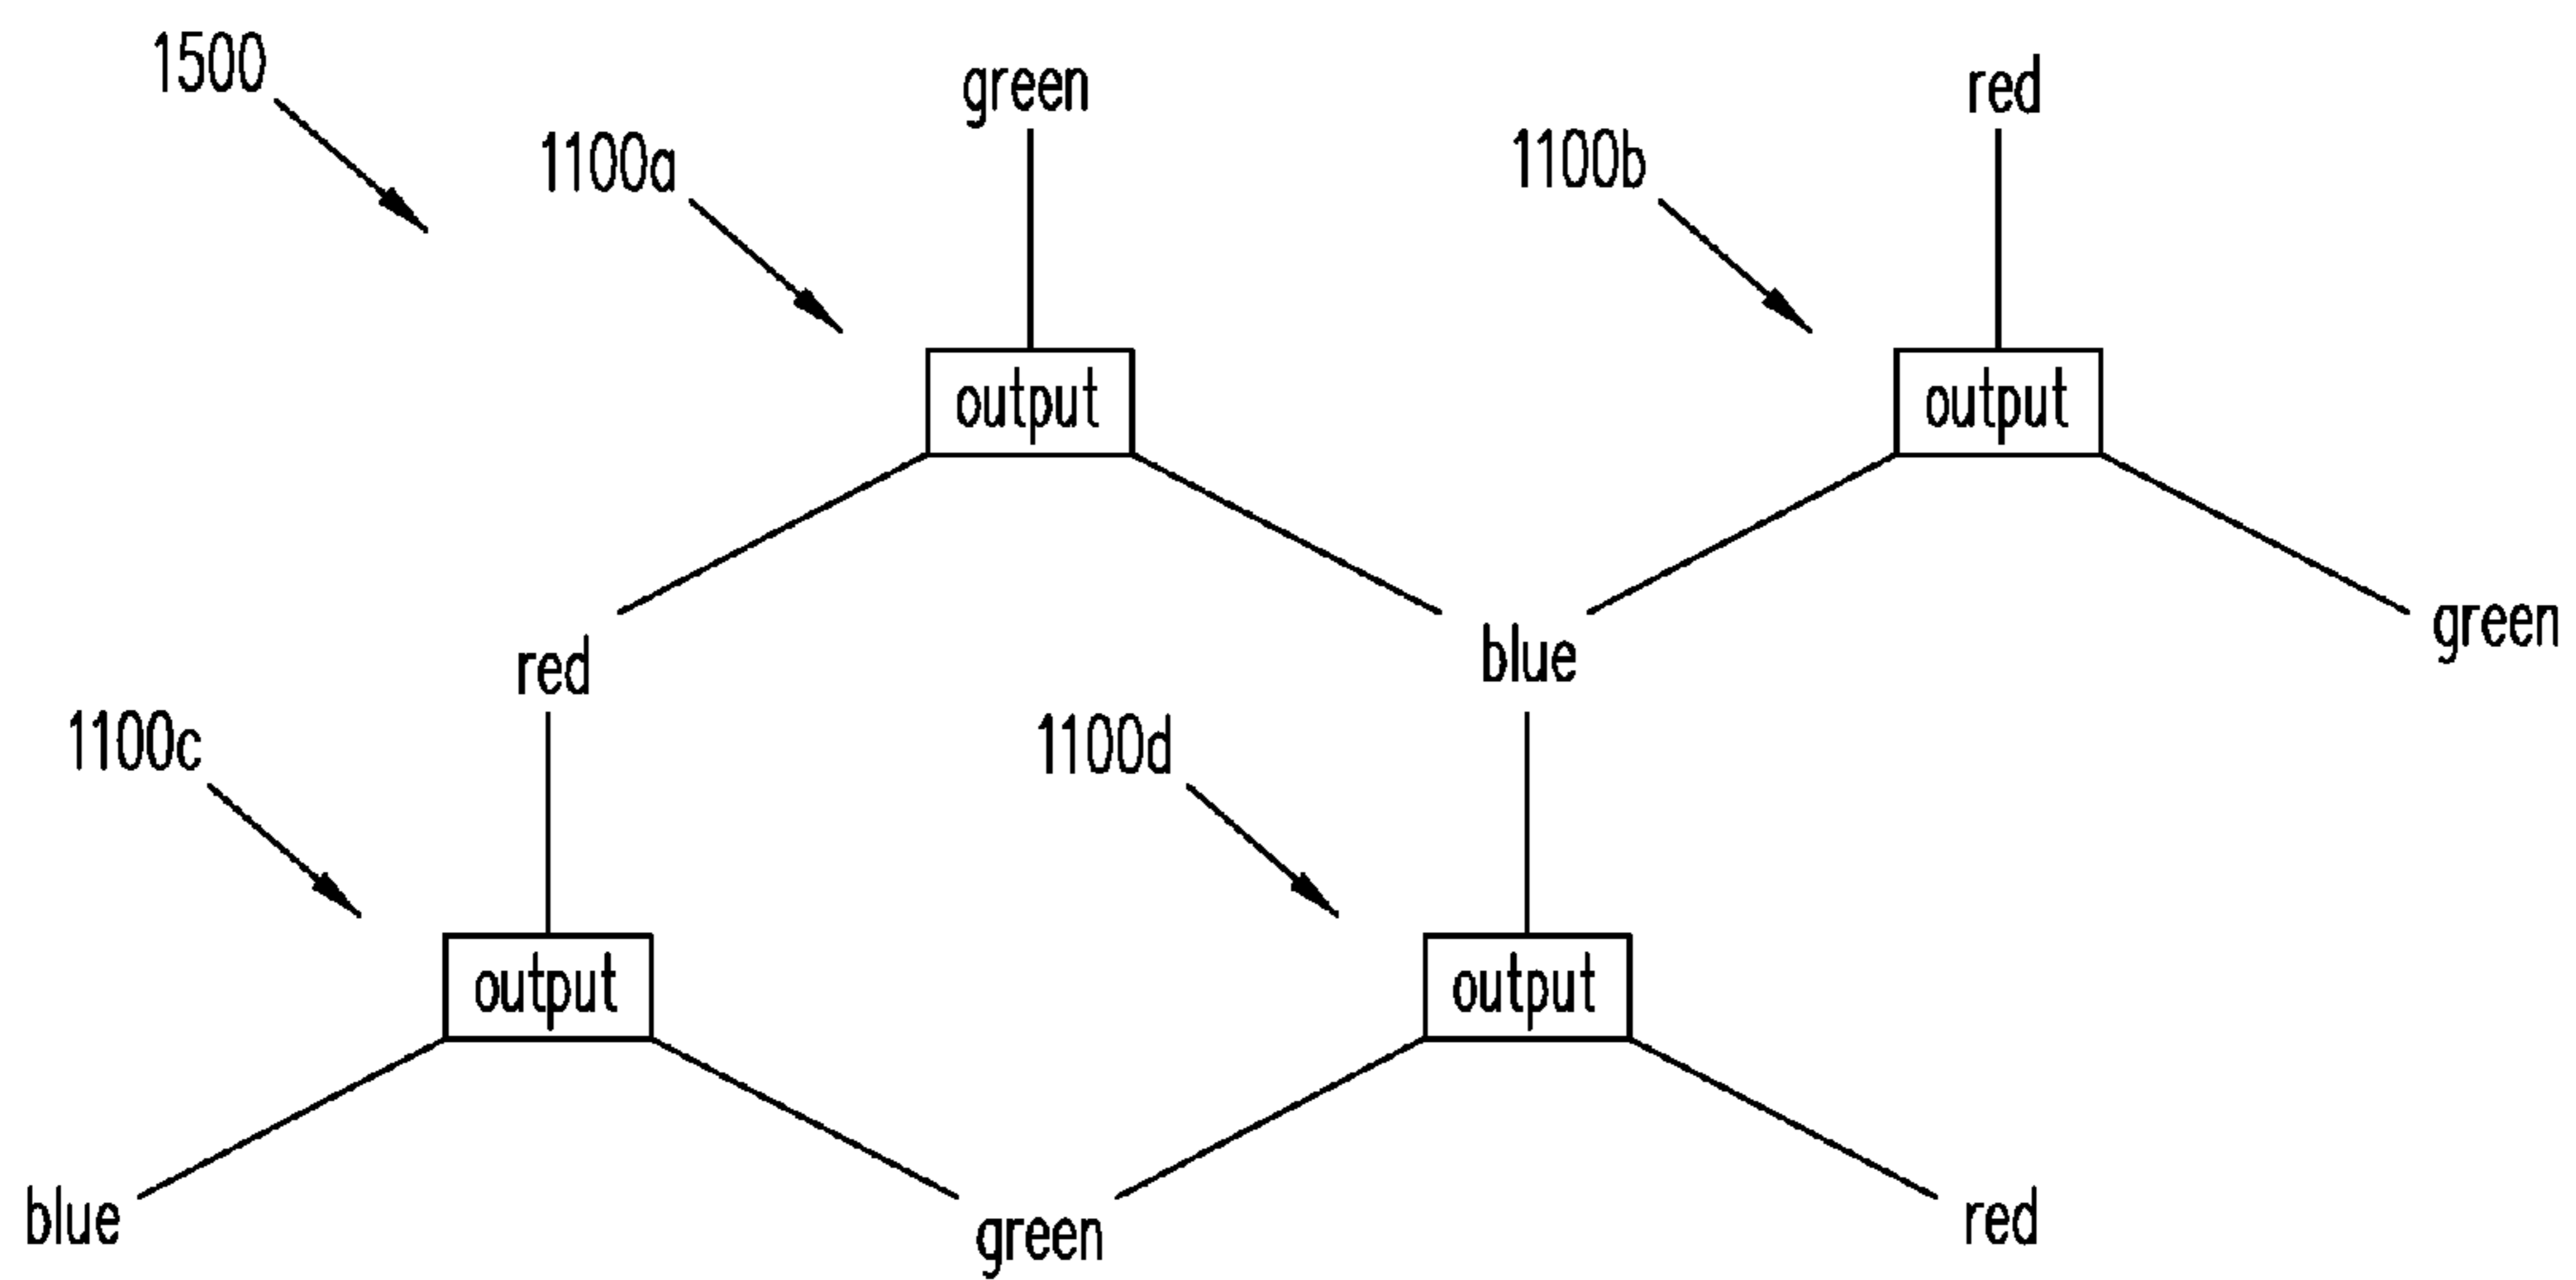 1500
green
red
1100a
1100b
output
output
red
blue
green
1100c
1100d
output
output
blue
green
red